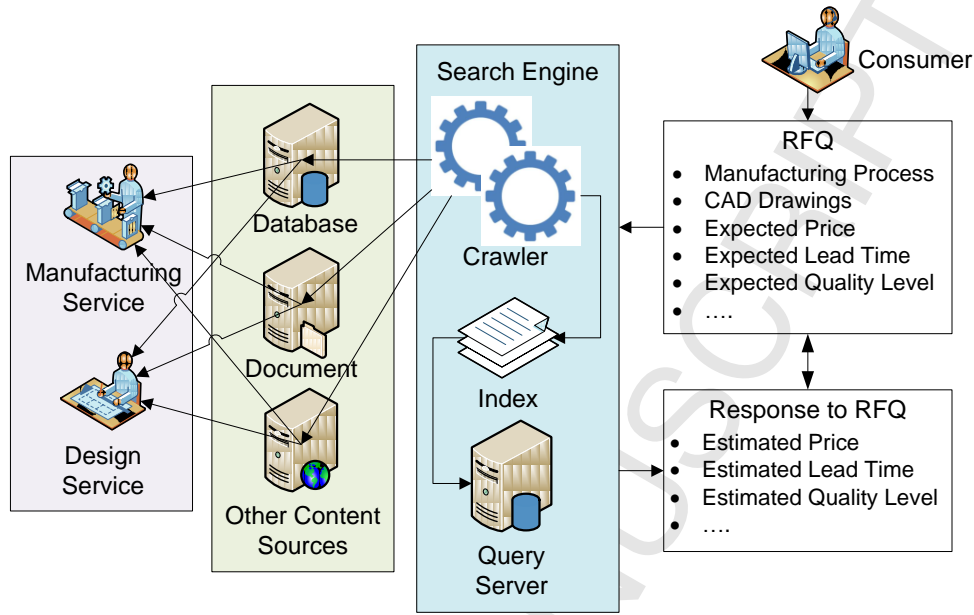 Consumer
Search Engine
Crawler
Index
Query
Server
Database
Document
Other Content
Sources
Manufacturing
Service
Design
Service
RFQ
• Manufacturing Process
• CAD Drawings
• Expected Price
• Expected Lead Time
• Expected Quality Level
• ….
Response to RFQ
• Estimated Price
• Estimated Lead Time
• Estimated Quality Level
• ….